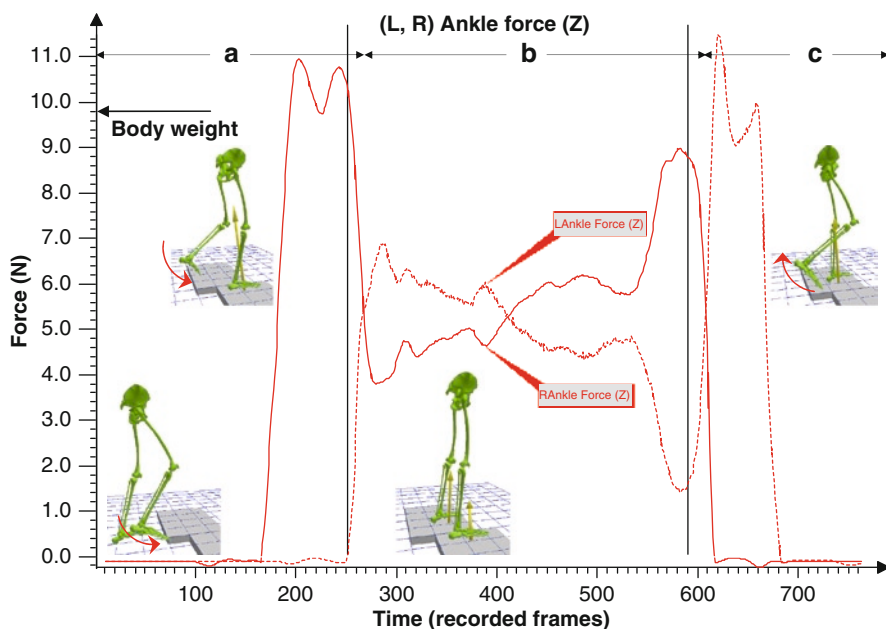 (L, R) Ankle force (Z)
a b c
11.0
10.0
Body weight
9.0
8.0
7.0
LAnkle Force (Z)
6.0
5.0
RAnkle Force (Z)
4.0
3.0
2.0
1.0
0.0
Force (N)
100 200 300 400 500 600 700
Time (recorded frames)